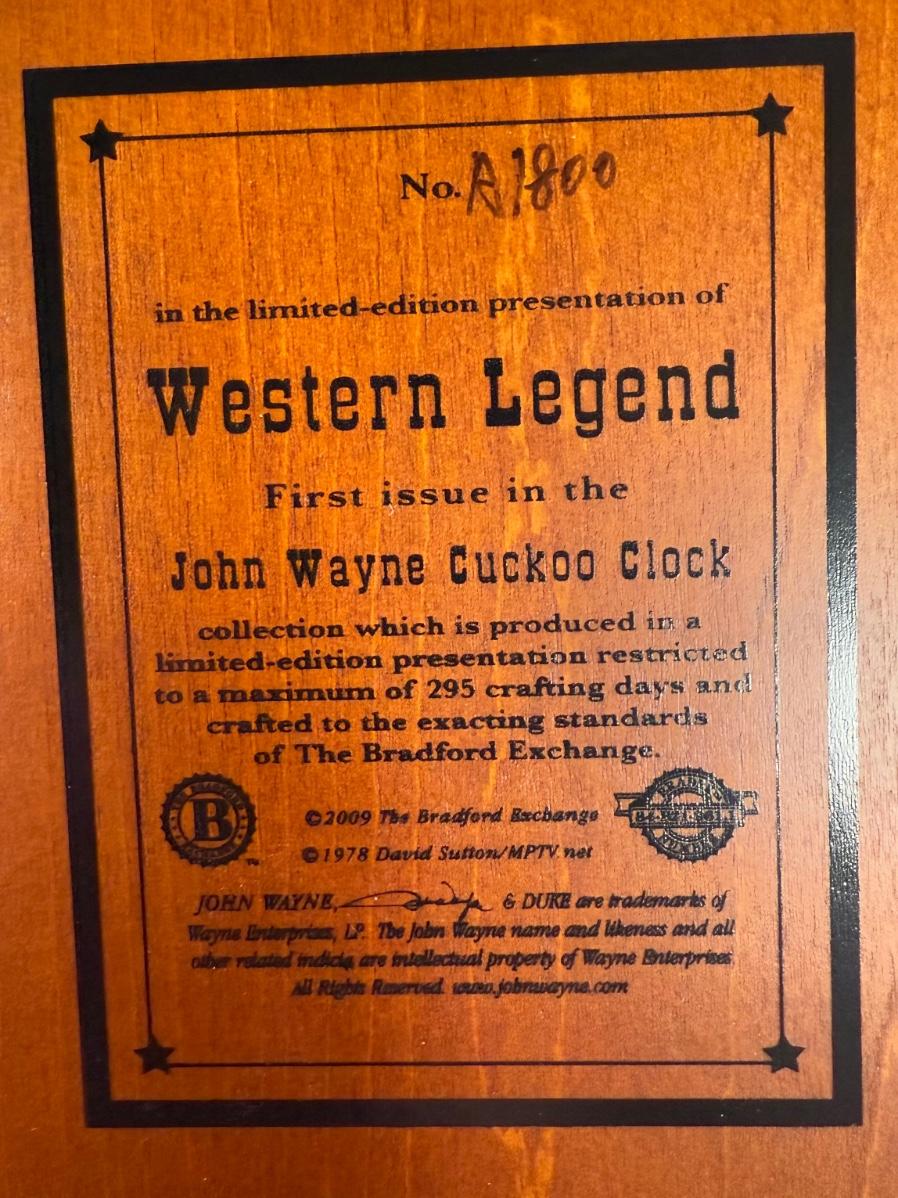 No. A1800
in the limited-edition presentation of
Western Legend
First issue in the
John Wayne Cuckoo Clock
collection which is produced in a
limited-edition presentation restricted
to a maximum of 295 crafting days and
crafted to the exacting standards
of The Bradford Exchange.
B
TM
©2009 The Bradford Exchange
©1978 David Sutton/MPTV.net
JOHN WAYNE, & DUKE are trademarks of
Wayne Enterprises, LP. The John Wayne name and likeness and all
other related indicia are intellectual property of Wayne Enterprises.
All Rights Reserved. www.johnwayne.com